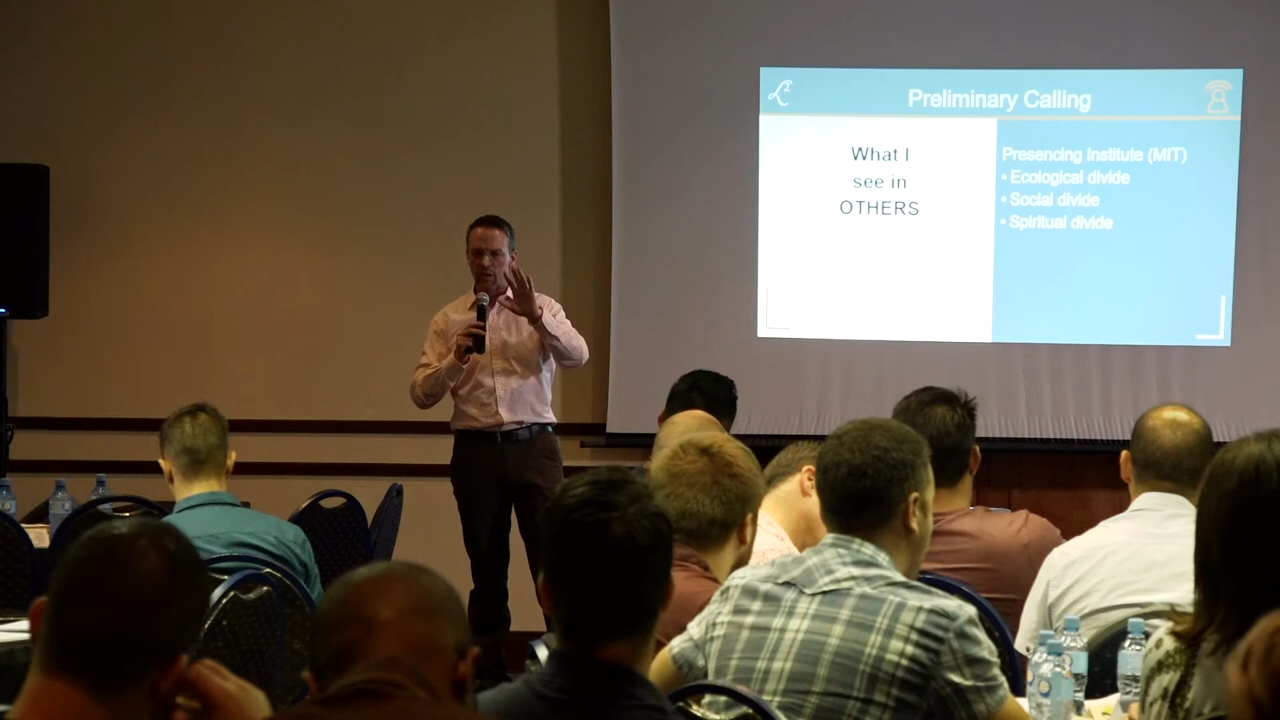 Preliminary Calling
What I
see in
OTHERS
Presencing Institute (MIT)
• Ecological divide
• Social divide
• Spiritual divide